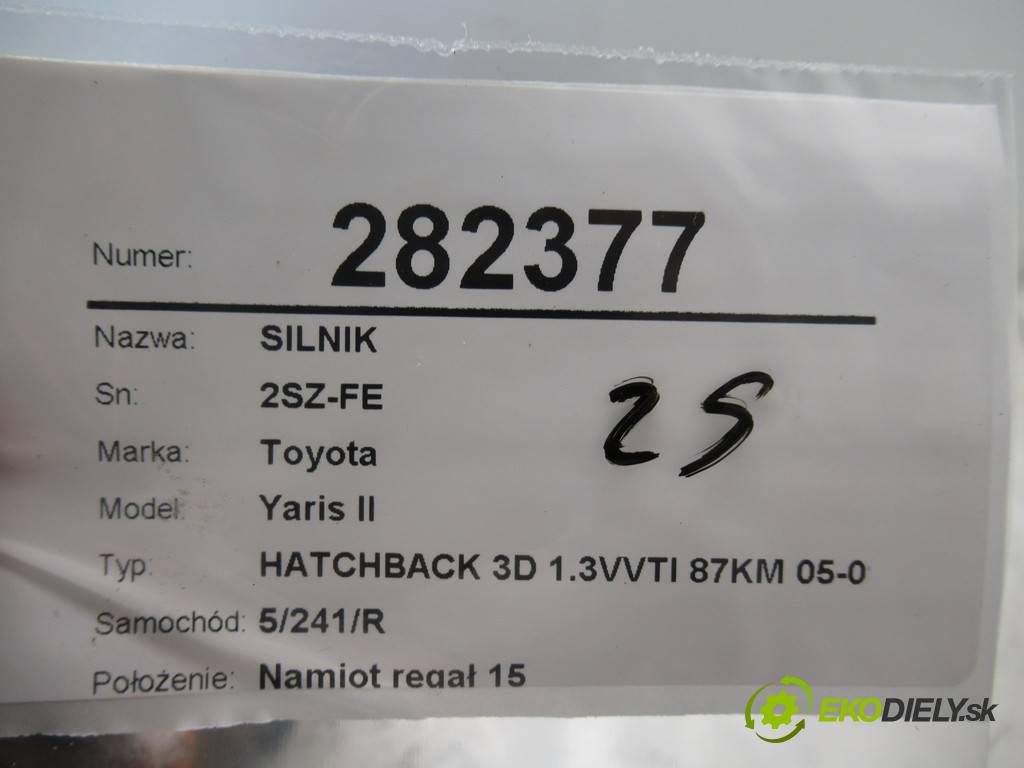 Numer: 282377
Nazwa: SILNIK
Sn: 2SZ-FE
25
Marka: Toyota
Model: Yaris II
Typ: HATCHBACK 3D 1.3VVTI 87KM 05-0
Samochód: 5/241/R
Położenie: Namiot regał 15
EKODIELY.sk